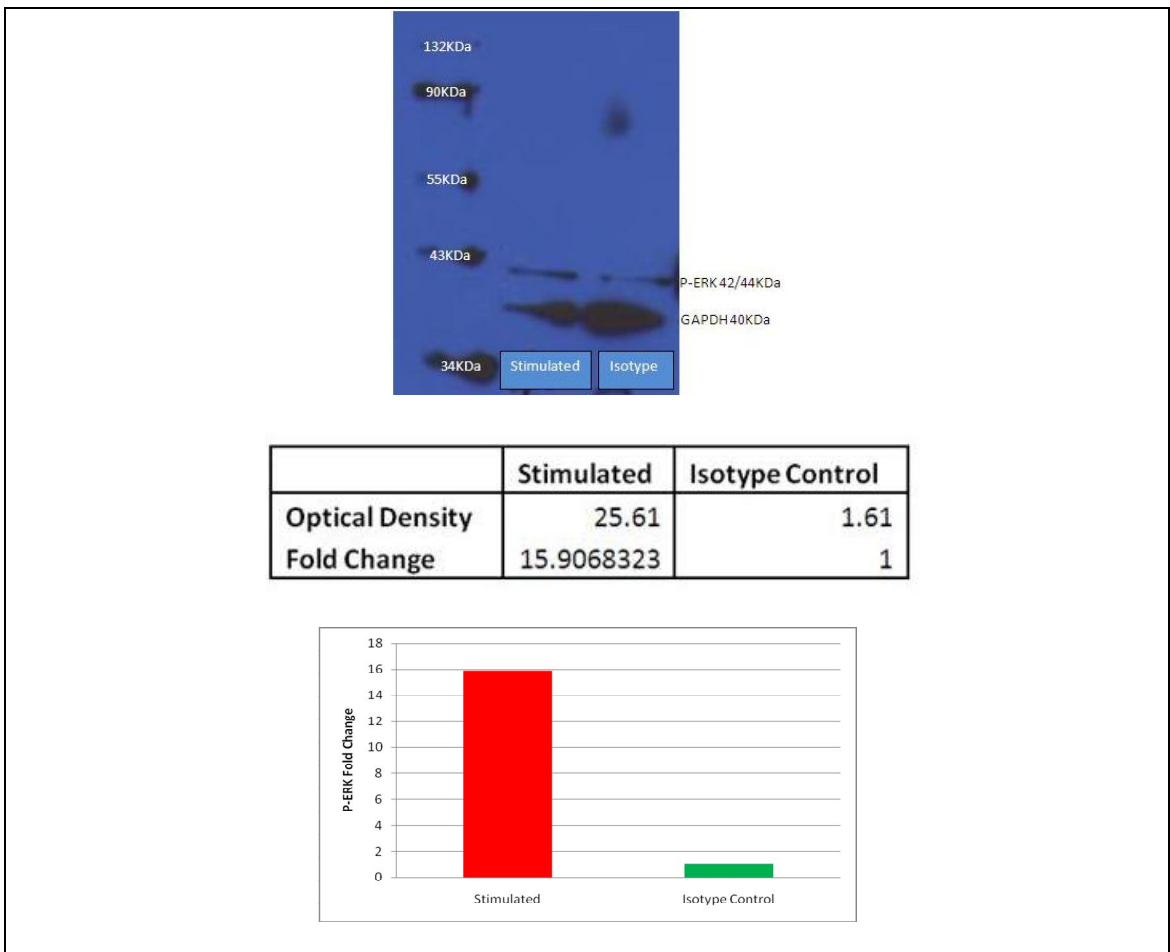 132KDa
90KDa
55KDa
43KDa
P-ERK 42/44KDa
GAPDH 40KDa
34KDa Stimulated Isotype
Stimulated Isotype Control
Optical Density 25.61 1.61
Fold Change 15.9068323 1
18
16
14
12
10
8
6
4
2
0
P-ERK Fold Change
Stimulated Isotype Control